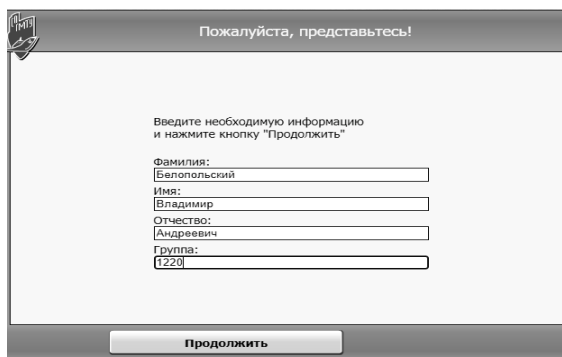 Пожалуйста, представьтесь!
Введите необходимую информацию
и нажмите кнопку "Продолжить"
Фамилия:
Белопольский
Имя:
Владимир
Отчество:
Андреевич
Группа:
1220
Продолжить